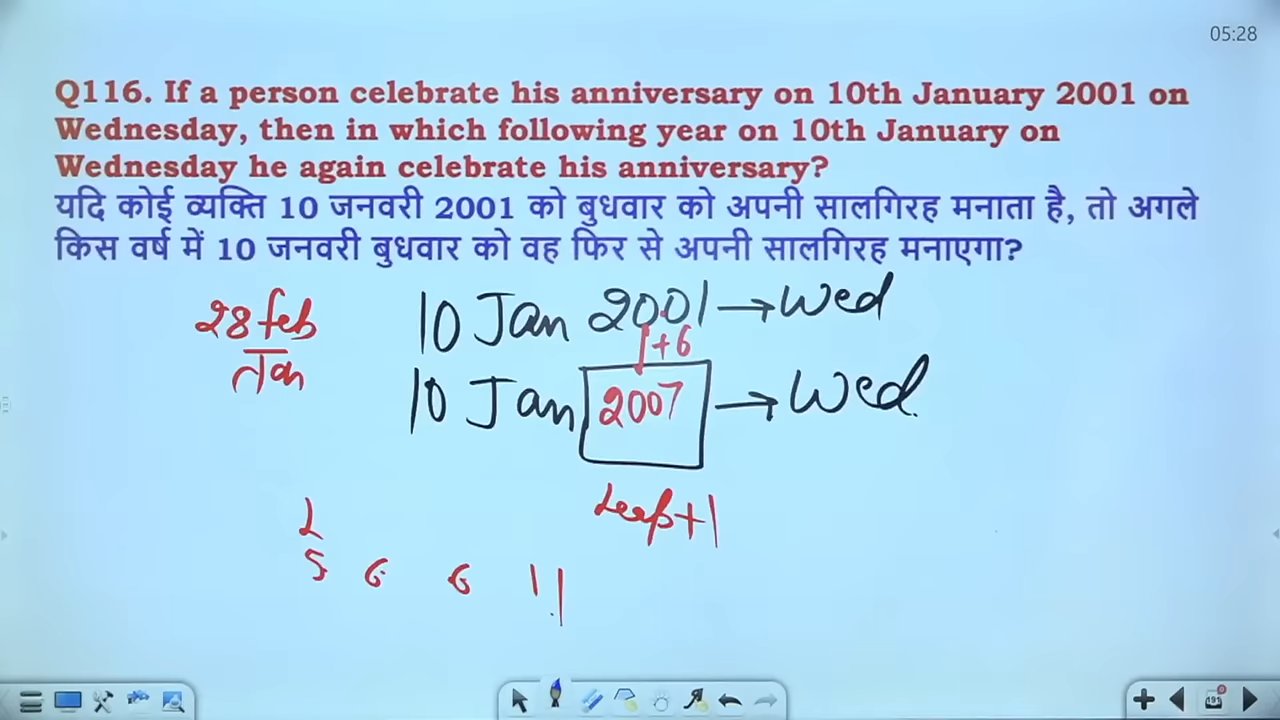 05:28
Q116. If a person celebrate his anniversary on 10th January 2001 on
Wednesday, then in which following year on 10th January on
Wednesday he again celebrate his anniversary?
यदि कोई व्यक्ति 10 जनवरी 2001 को बुधवार को अपनी सालगिरह मनाता है, तो अगले
किस वर्ष में 10 जनवरी बुधवार को वह फिर से अपनी सालगिरह मनाएगा?
10 Jan 2001 → Wed
28 feb
+6
तक
10 Jan 2007 → Wed
Leap+1
L
5 6 6 11